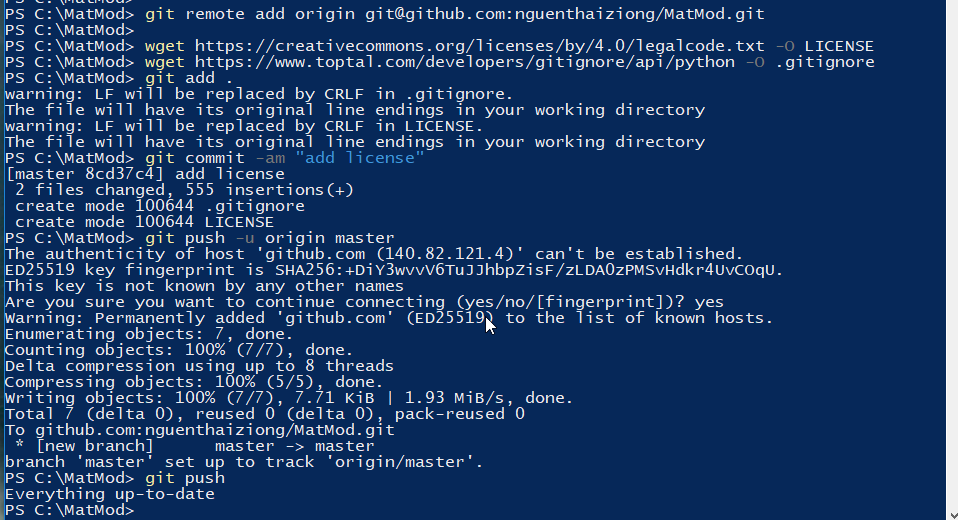 PS C:\MatMod> git remote add origin git@github.com:nguenthaiziong/MatMod.git
PS C:\MatMod>
PS C:\MatMod> wget https://creativecommons.org/licenses/by/4.0/legalcode.txt -O LICENSE
PS C:\MatMod> wget https://www.toptal.com/developers/gitignore/api/python -O .gitignore
PS C:\MatMod> git add .
warning: LF will be replaced by CRLF in .gitignore.
The file will have its original line endings in your working directory
warning: LF will be replaced by CRLF in LICENSE.
The file will have its original line endings in your working directory
PS C:\MatMod> git commit -am "add license"
[master 8cd37c4] add license
 2 files changed, 555 insertions(+)
 create mode 100644 .gitignore
 create mode 100644 LICENSE
PS C:\MatMod> git push -u origin master
The authenticity of host 'github.com (140.82.121.4)' can't be established.
ED25519 key fingerprint is SHA256:+DiY3wvvV6TuJJhbpZisF/zLDA0zPMSvHdkr4UvCOqU.
This key is not known by any other names
Are you sure you want to continue connecting (yes/no/[fingerprint])? yes
Warning: Permanently added 'github.com' (ED25519) to the list of known hosts.
Enumerating objects: 7, done.
Counting objects: 100% (7/7), done.
Delta compression using up to 8 threads
Compressing objects: 100% (5/5), done.
Writing objects: 100% (7/7), 7.71 KiB | 1.93 MiB/s, done.
Total 7 (delta 0), reused 0 (delta 0), pack-reused 0
To github.com:nguenthaiziong/MatMod.git
 * [new branch]      master -> master
branch 'master' set up to track 'origin/master'.
PS C:\MatMod> git push
Everything up-to-date
PS C:\MatMod>